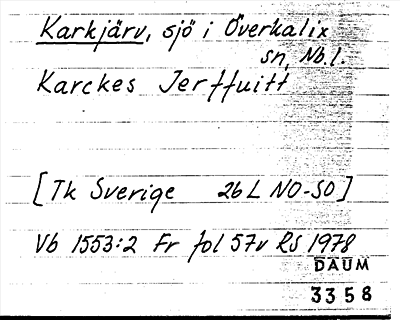 Karkjärv, sjö i Överkalix
sn, Nb.l.
Karckes Jerffuitt
[Tk Sverige 26 L NO-SO]
Vb 1553:2 Fr fol 57v RS 1978
DAUM
3358